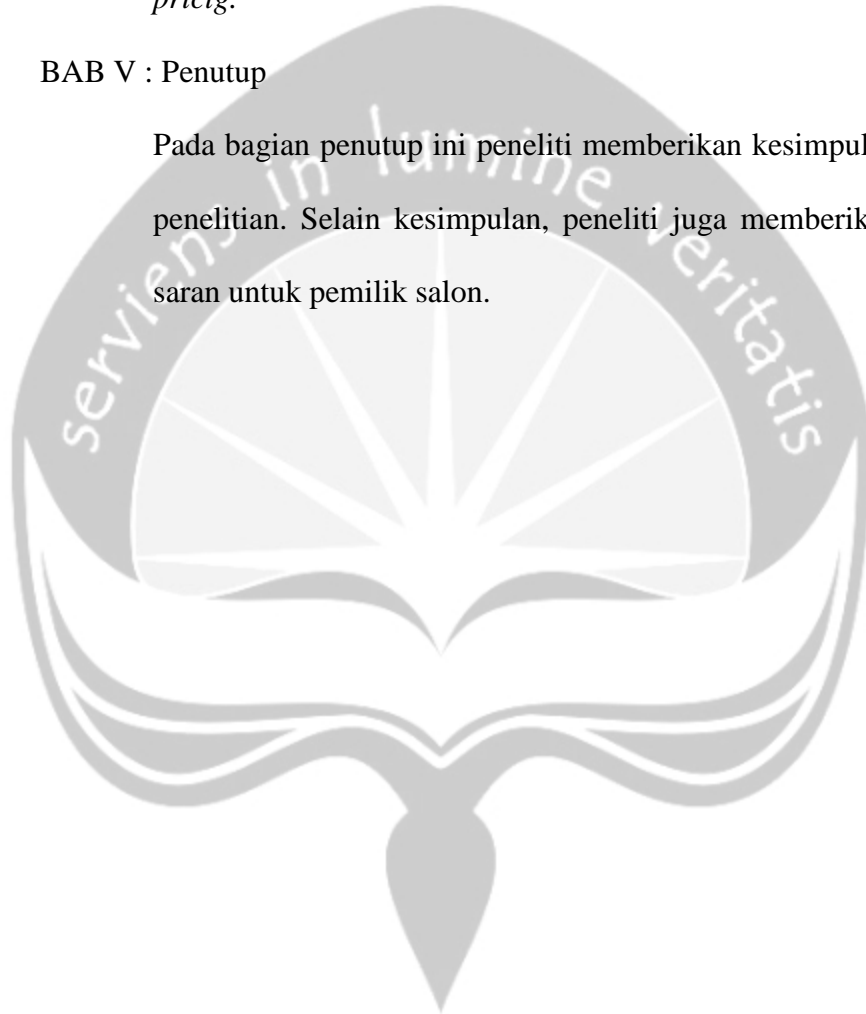 pricig.
BAB V : Penutup
Pada bagian penutup ini peneliti memberikan kesimpul
penelitian. Selain kesimpulan, peneliti juga memberik
saran untuk pemilik salon.
serviens in lumine veritatis